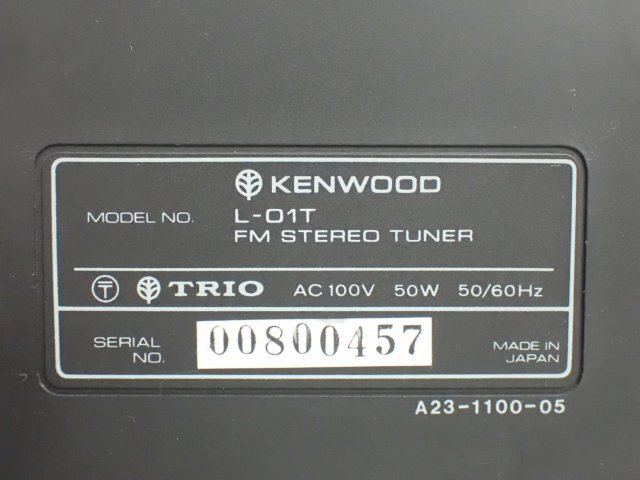 KENWOOD
MODEL NO. L-01T
FM STEREO TUNER
〒 TRIO AC 100V 50W 50/60Hz
SERIAL NO. 00800457 MADE IN JAPAN
A23-1100-05